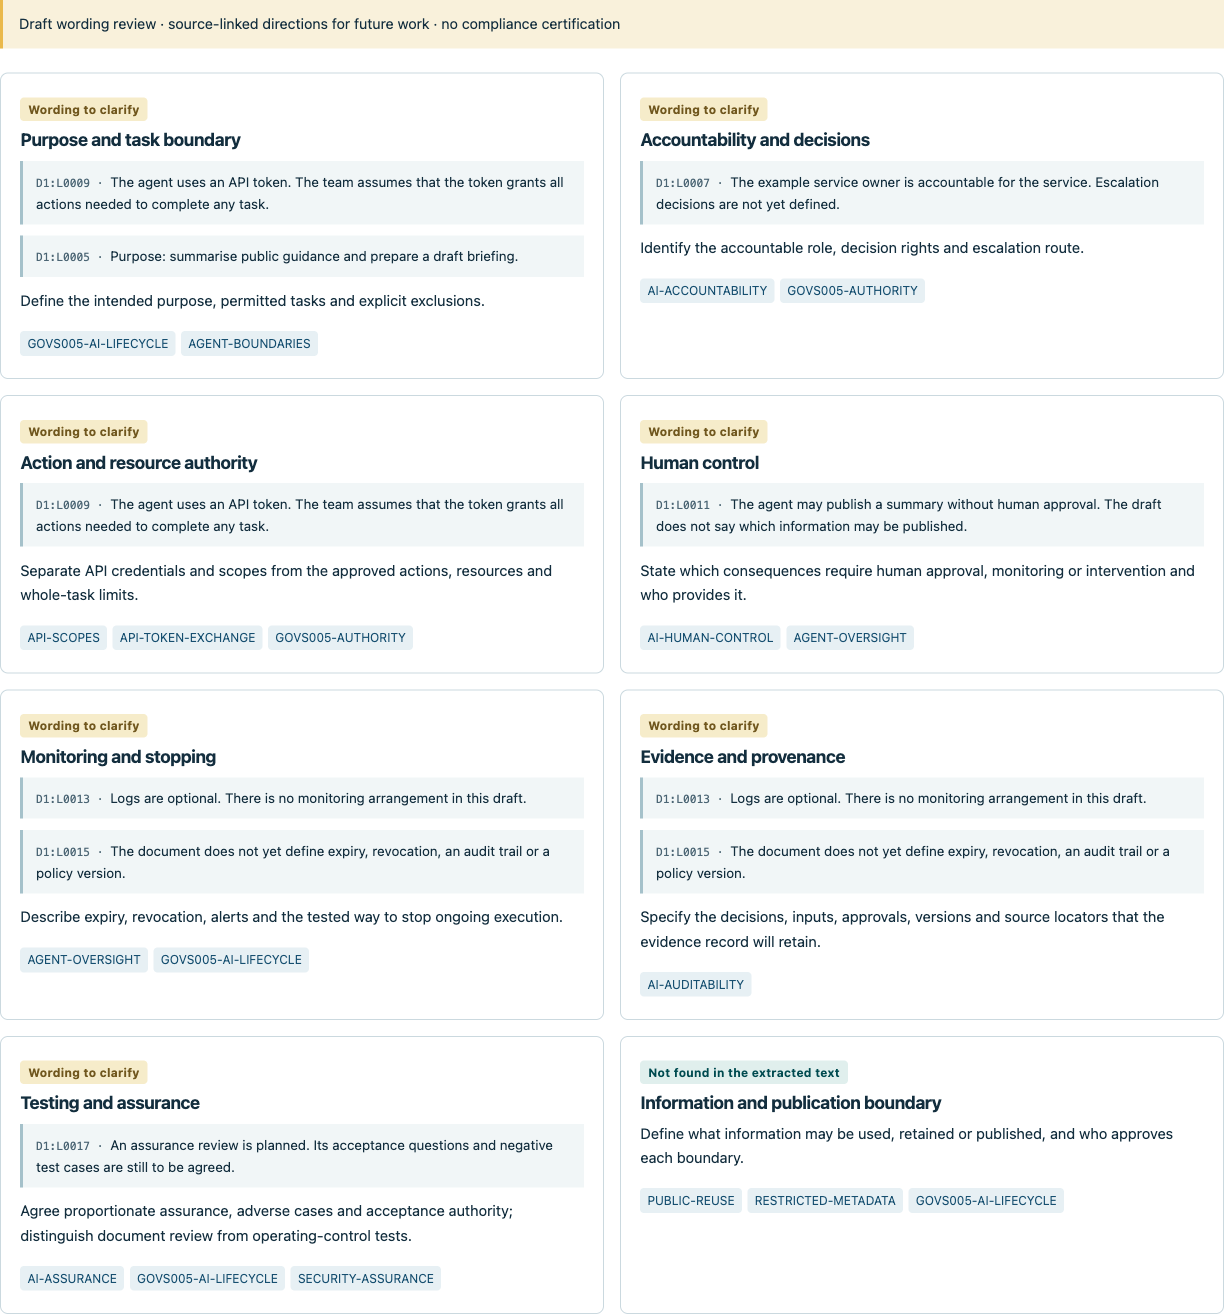 Draft wording review · source-linked directions for future work · no compliance certification
Wording to clarify
Purpose and task boundary
D1:L0009 · The agent uses an API token. The team assumes that the token grants all
actions needed to complete any task.
D1:L0005 · Purpose: summarise public guidance and prepare a draft briefing.
Define the intended purpose, permitted tasks and explicit exclusions.
GOVS005-AI-LIFECYCLE AGENT-BOUNDARIES
Wording to clarify
Accountability and decisions
D1:L0007 · The example service owner is accountable for the service. Escalation
decisions are not yet defined.
Identify the accountable role, decision rights and escalation route.
AI-ACCOUNTABILITY GOVS005-AUTHORITY
Wording to clarify
Action and resource authority
D1:L0009 · The agent uses an API token. The team assumes that the token grants all
actions needed to complete any task.
Separate API credentials and scopes from the approved actions, resources and
whole-task limits.
API-SCOPES API-TOKEN-EXCHANGE GOVS005-AUTHORITY
Wording to clarify
Human control
D1:L0011 · The agent may publish a summary without human approval. The draft
does not say which information may be published.
State which consequences require human approval, monitoring or intervention and
who provides it.
AI-HUMAN-CONTROL AGENT-OVERSIGHT
Wording to clarify
Monitoring and stopping
D1:L0013 · Logs are optional. There is no monitoring arrangement in this draft.
D1:L0015 · The document does not yet define expiry, revocation, an audit trail or a
policy version.
Describe expiry, revocation, alerts and the tested way to stop ongoing execution.
AGENT-OVERSIGHT GOVS005-AI-LIFECYCLE
Wording to clarify
Evidence and provenance
D1:L0013 · Logs are optional. There is no monitoring arrangement in this draft.
D1:L0015 · The document does not yet define expiry, revocation, an audit trail or a
policy version.
Specify the decisions, inputs, approvals, versions and source locators that the
evidence record will retain.
AI-AUDITABILITY
Wording to clarify
Testing and assurance
D1:L0017 · An assurance review is planned. Its acceptance questions and negative
test cases are still to be agreed.
Agree proportionate assurance, adverse cases and acceptance authority;
distinguish document review from operating-control tests.
AI-ASSURANCE GOVS005-AI-LIFECYCLE SECURITY-ASSURANCE
Not found in the extracted text
Information and publication boundary
Define what information may be used, retained or published, and who approves
each boundary.
PUBLIC-REUSE RESTRICTED-METADATA GOVS005-AI-LIFECYCLE